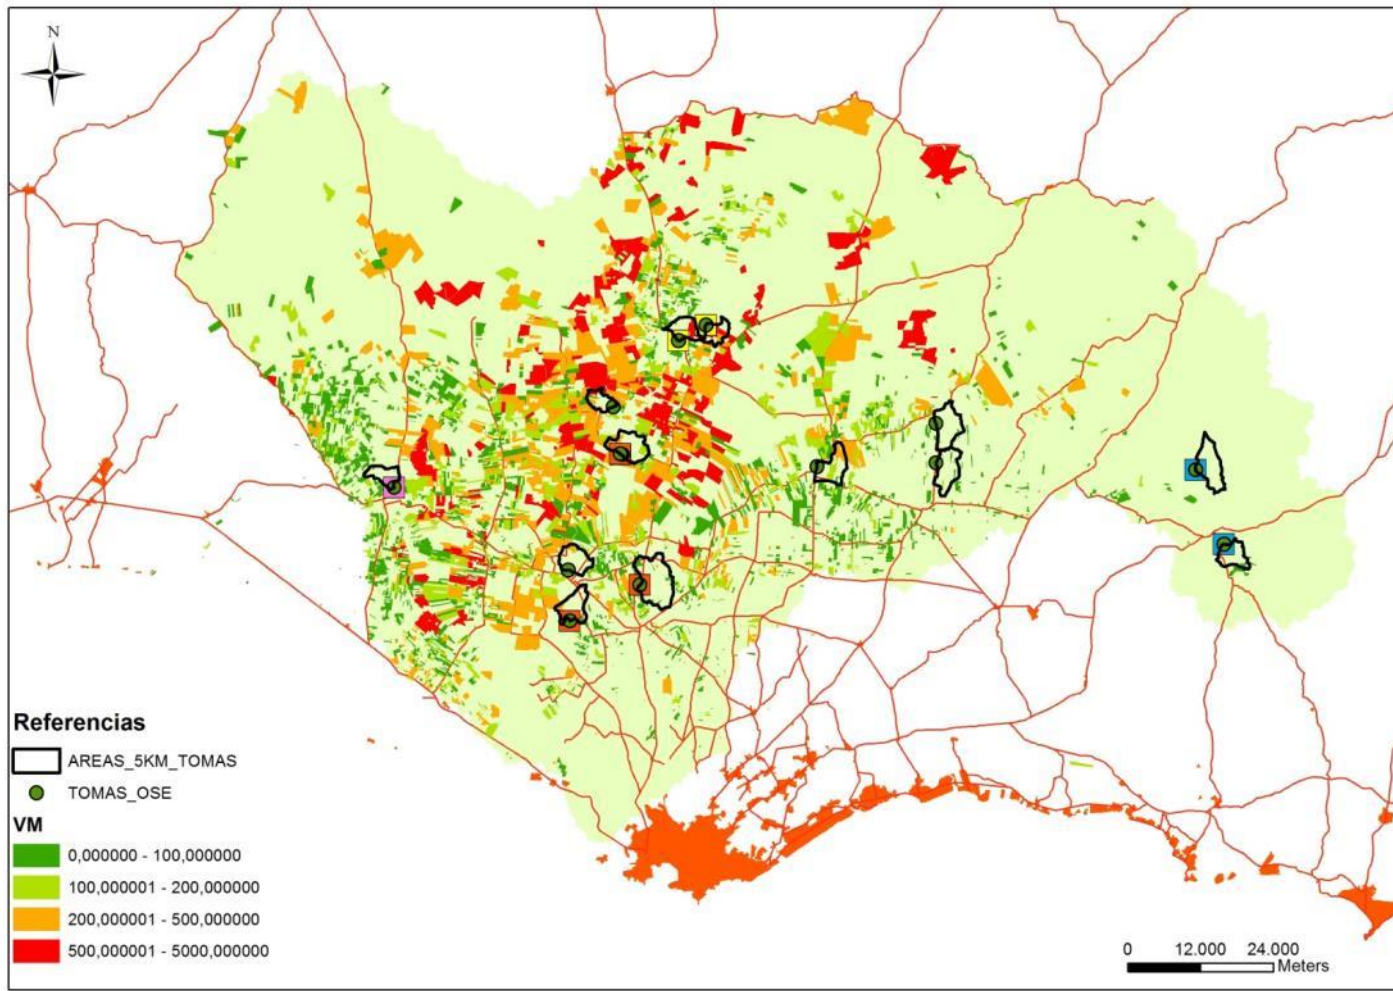 N
Referencias
AREAS_5KM_TOMAS
TOMAS_OSE
VM
0,000000 - 100,000000
100,000001 - 200,000000
200,000001 - 500,000000
500,000001 - 5000,000000
0 12.000 24.000
Meters